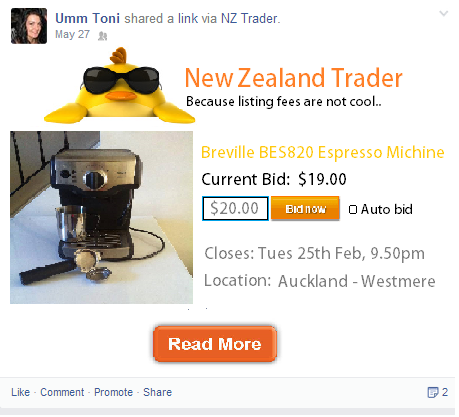 Umm Toni shared a link via NZ Trader.
May 27
New Zealand Trader
Because listing fees are not cool..
Breville BES820 Espresso Michine
Current Bid: $19.00
$20.00 Bid now Auto bid
Closes: Tues 25th Feb, 9.50pm
Location: Auckland - Westmere
Read More
Like · Comment · Promote · Share 2